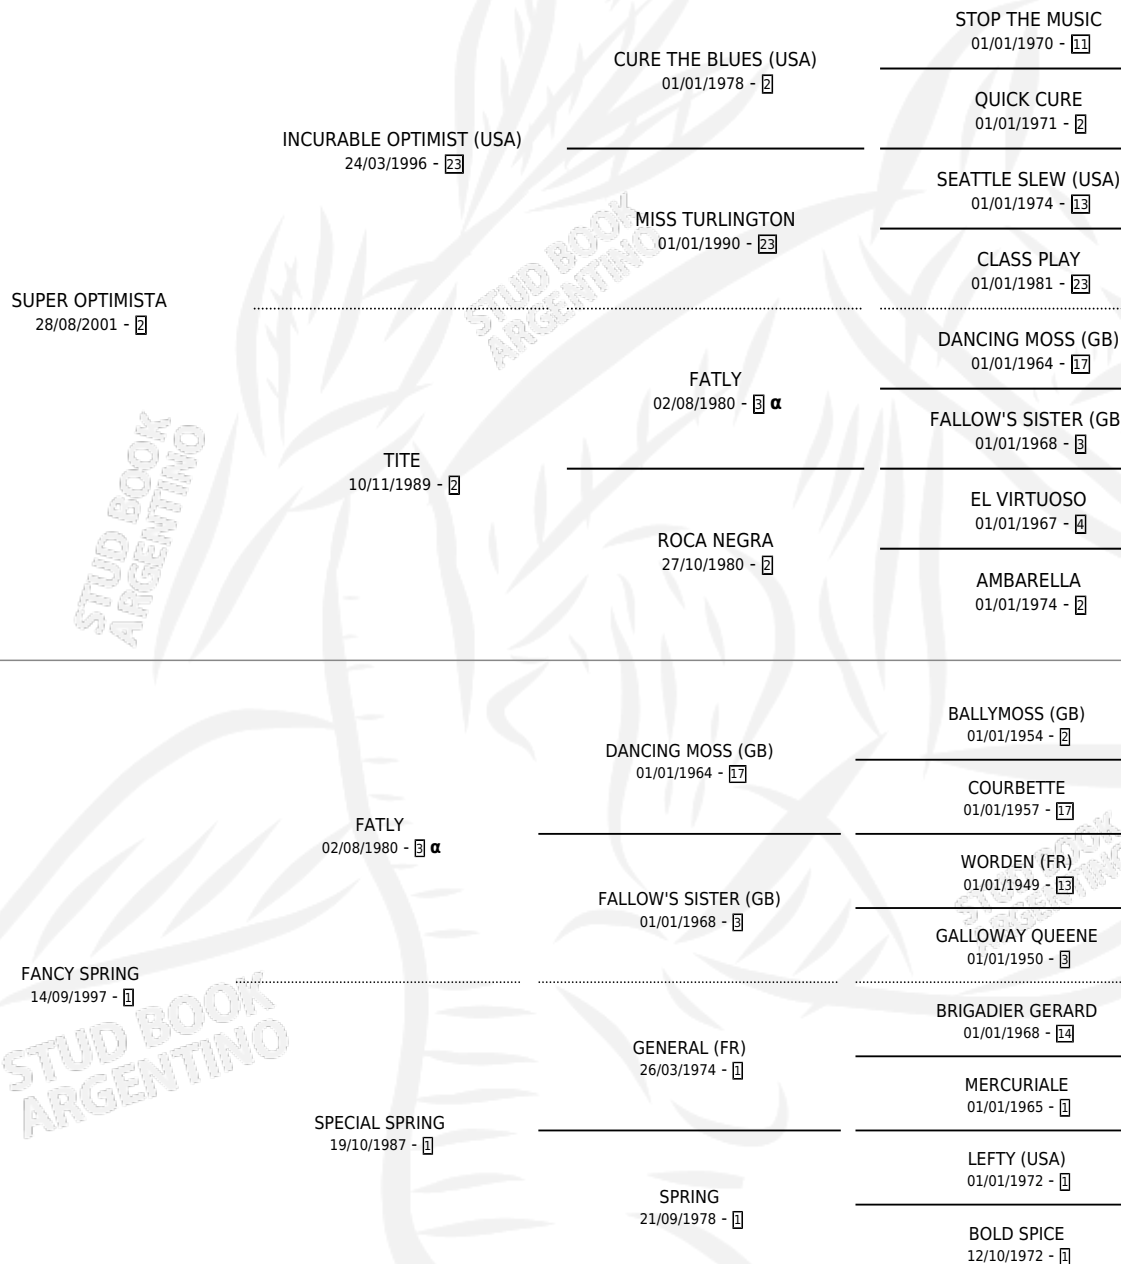 STOP THE MUSIC
01/01/1970 - 11
CURE THE BLUES (USA)
01/01/1978 - 2
QUICK CURE
01/01/1971 - 2
INCURABLE OPTIMIST (USA)
24/03/1996 - 23
SEATTLE SLEW (USA)
01/01/1974 - 13
MISS TURLINGTON
01/01/1990 - 23
CLASS PLAY
01/01/1981 - 23
SUPER OPTIMISTA
28/08/2001 - 2
STUD BOOK
ARGENTINO
DANCING MOSS (GB)
01/01/1964 - 17
FATLY
02/08/1980 - 3 α
FALLOW'S SISTER (GB
01/01/1968 - 3
TITE
10/11/1989 - 2
EL VIRTUOSO
01/01/1967 - 4
ROCA NEGRA
27/10/1980 - 2
AMBARELLA
01/01/1974 - 2
STUD BOOK
ARGENTINO
BALLYMOSS (GB)
01/01/1954 - 2
DANCING MOSS (GB)
01/01/1964 - 17
COURBETTE
01/01/1957 - 17
FATLY
02/08/1980 - 3 α
WORDEN (FR)
01/01/1949 - 13
FALLOW'S SISTER (GB)
01/01/1968 - 3
GALLOWAY QUEENE
01/01/1950 - 3
STUD BOOK
ARGENTINO
FANCY SPRING
14/09/1997 - 1
BRIGADIER GERARD
01/01/1968 - 14
GENERAL (FR)
26/03/1974 - 1
MERCURIALE
01/01/1965 - 1
STUD BOOK
ARGENTINO
SPECIAL SPRING
19/10/1987 - 1
LEFTY (USA)
01/01/1972 - 1
SPRING
21/09/1978 - 1
BOLD SPICE
12/10/1972 - 1